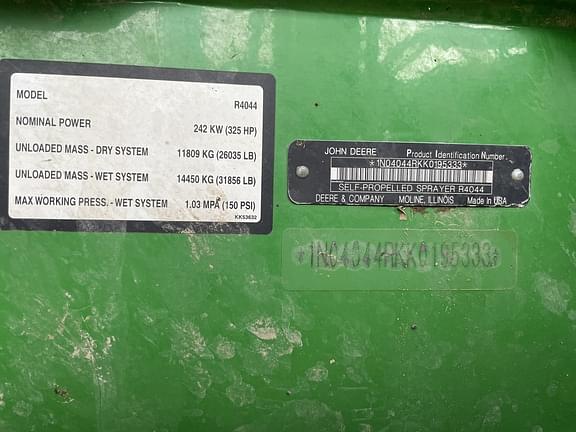 MODEL R4044
NOMINAL POWER 242 KW (325 HP)
UNLOADED MASS - DRY SYSTEM 11809 KG (26035 LB)
UNLOADED MASS - WET SYSTEM 14450 KG (31856 LB)
MAX WORKING PRESS. - WET SYSTEM 1.03 MPA (150 PSI)
KK53632
JOHN DEERE Product Identification Number
*1N04044RKK0195333*
SELF-PROPELLED SPRAYER R4044
DEERE & COMPANY MOLINE, ILLINOIS Made In USA
*1N04044RKK0195333*